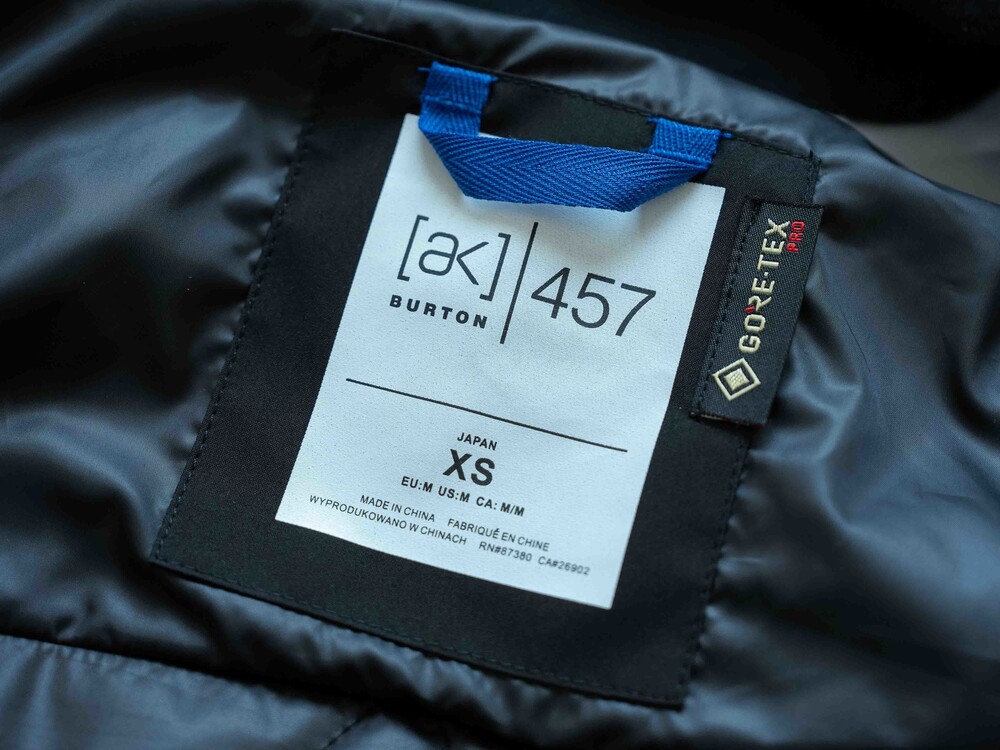 [ak] 457
BURTON
GORE-TEX
PRO
JAPAN
XS
EU:M US:M CA: M/M
MADE IN CHINA FABRIQUÉ EN CHINE
WYPRODUKOWANO W CHINACH RN#87380 CA#26902